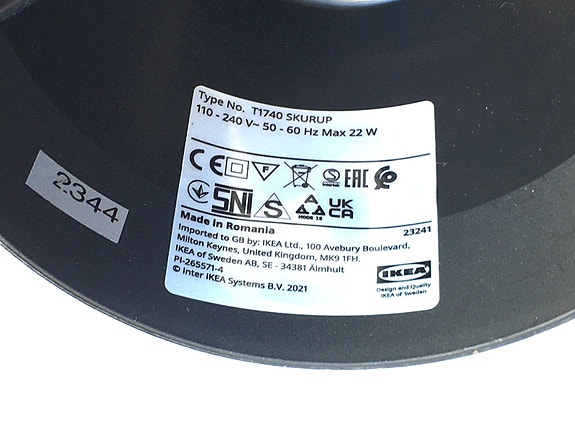 Type No. T1740 SKURUP
110 - 240 V~ 50 - 60 Hz Max 22 W
CE F EAC
SNI S A UK CA
Made in Romania
23241
Imported to GB by: IKEA Ltd., 100 Avebury Boulevard,
Milton Keynes, United Kingdom, MK9 1FH.
IKEA of Sweden AB, SE - 34381 Älmhult
PI-265571-4
© Inter IKEA Systems B.V. 2021
IKEA
Design and Quality
IKEA of Sweden
2344